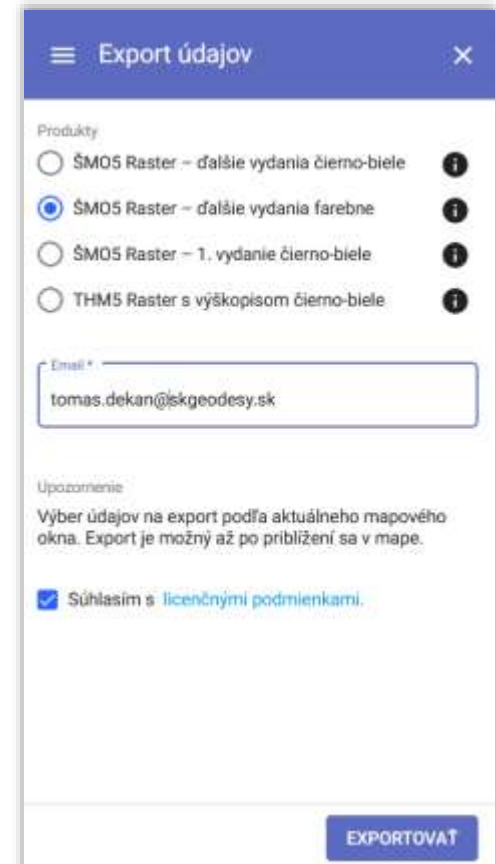 Export údajov
Produkty
ŠMO5 Raster – ďalšie vydania čierno-biele
ŠMO5 Raster – ďalšie vydania farebne
ŠMO5 Raster – 1. vydanie čierno-biele
THM5 Raster s výškopisom čierno-biele
Email *
tomas.dekan@skgeodesy.sk
Upozornenie
Výber údajov na export podľa aktuálneho mapového
okna. Export je možný až po priblížení sa v mape.
Súhlasím s licenčnými podmienkami.
EXPORTOVAŤ